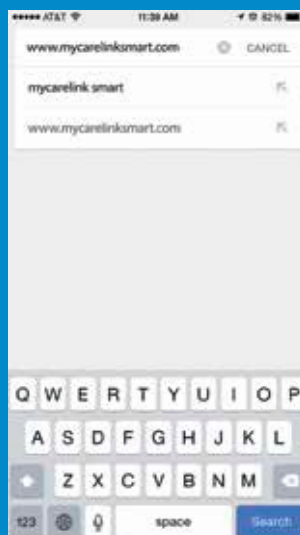 AT&T 11:39 AM 82%
www.mycarelinksmart.com CANCEL
mycarelink smart
www.mycarelinksmart.com
Q W E R T Y U I O P
A S D F G H J K L
Z X C V B N M
123 space Search